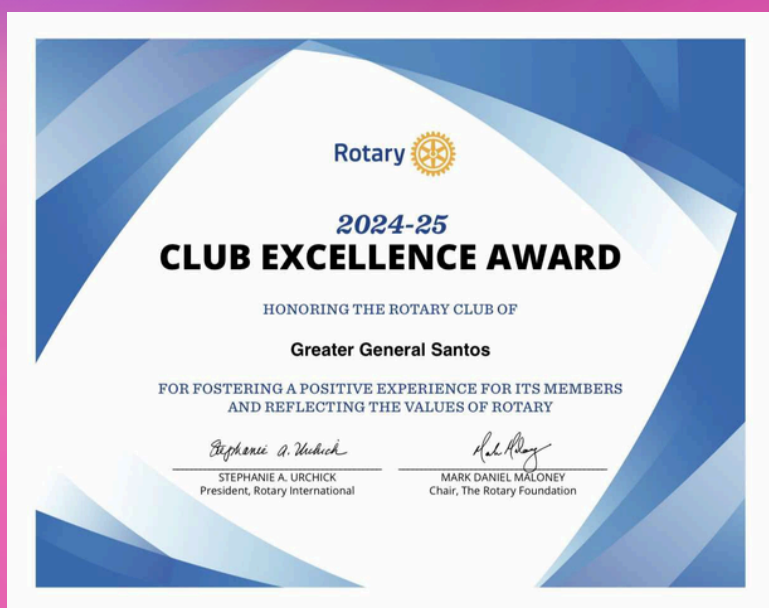 Rotary
2024-25
CLUB EXCELLENCE AWARD
HONORING THE ROTARY CLUB OF
Greater General Santos
FOR FOSTERING A POSITIVE EXPERIENCE FOR ITS MEMBERS
AND REFLECTING THE VALUES OF ROTARY
Stephanie A. Urchick
STEPHANIE A. URCHICK
President, Rotary International
MARK DANIEL MALONEY
Chair, The Rotary Foundation